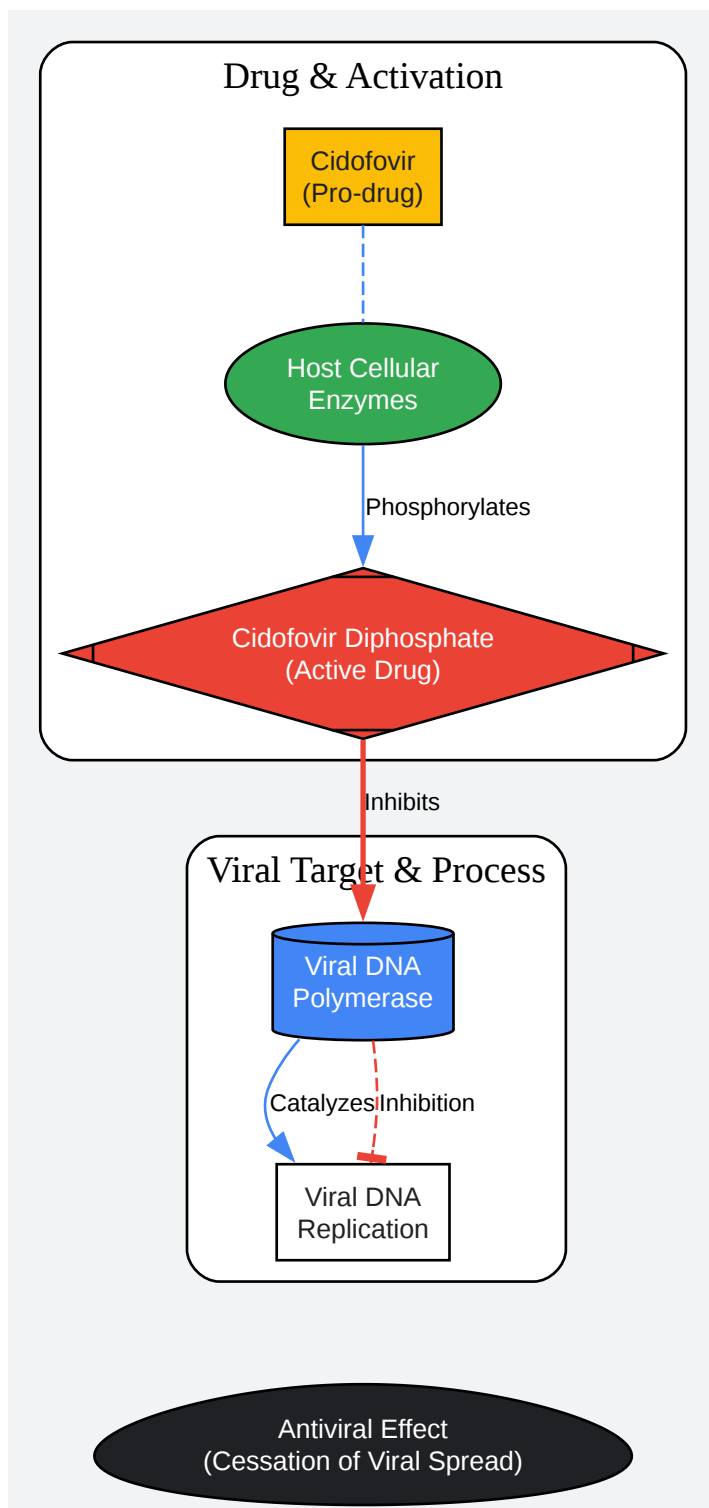 Drug & Activation
Cidofovir
(Pro-drug)
Host Cellular
Enzymes
Phosphorylates
Cidofovir Diphosphate
(Active Drug)
Inhibits
Viral Target & Process
Viral DNA
Polymerase
Catalyzes Inhibition
Viral DNA
Replication
Antiviral Effect
(Cessation of Viral Spread)